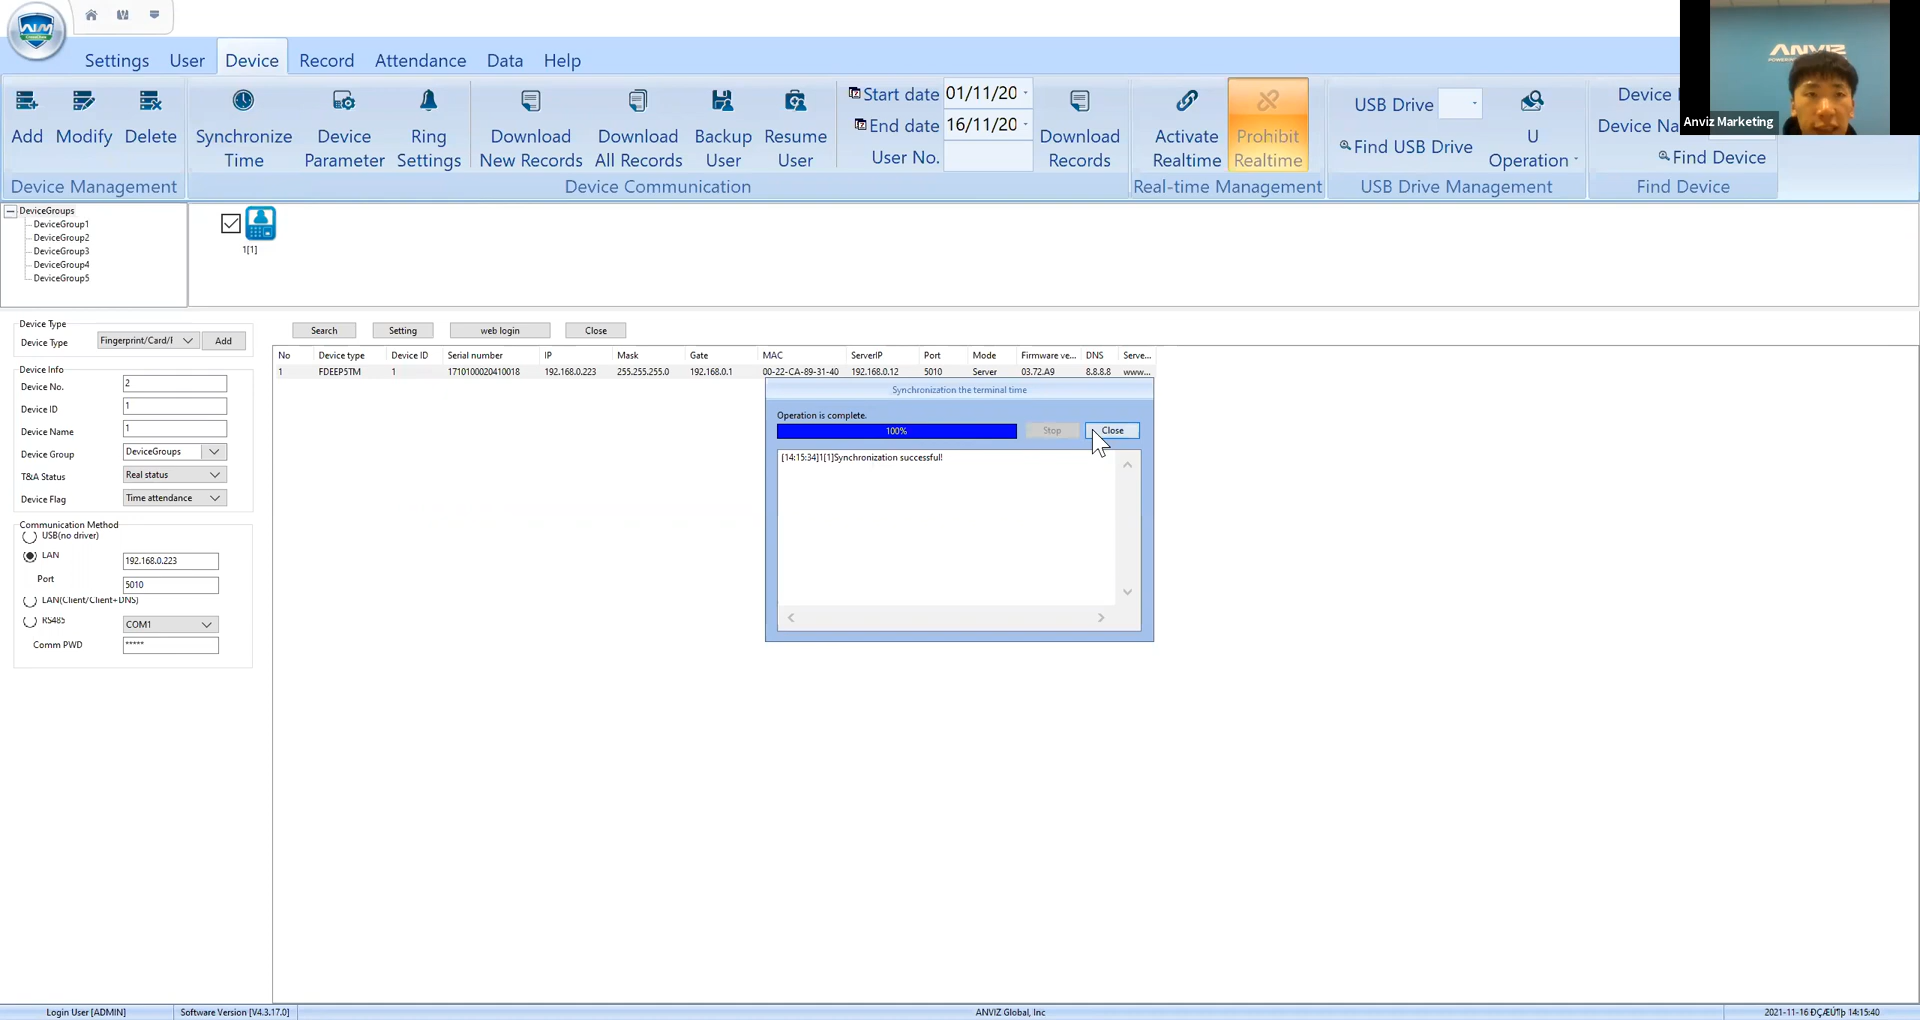 AIM
Settings User Device Record Attendance Data Help
Add Modify Delete
Device Management
Synchronize Time
Device Parameter
Ring Settings
Download New Records
Download All Records
Backup User
Resume User
Device Communication
Start date 01/11/20
End date 16/11/20
User No.
Download Records
Activate Realtime
Prohibit Realtime
Real-time Management
USB Drive
Find USB Drive
U Operation
USB Drive Management
Device
Device Na
Find Device
Find Device
ANVIZ
Anviz Marketing
DeviceGroups
DeviceGroup1
DeviceGroup2
DeviceGroup3
DeviceGroup4
DeviceGroup5
1[1]
Device Type
Device Type Fingerprint/Card/F Add
Device Info
Device No. 2
Device ID 1
Device Name 1
Device Group DeviceGroups
T&A Status Real status
Device Flag Time attendance
Communication Method
USB(no driver)
LAN 192.168.0.223
Port 5010
LAN(Client/Client+DNS)
RS485 COM1
Comm PWD *****
Search Setting web login Close
No Device type Device ID Serial number IP Mask Gate MAC ServerIP Port Mode Firmware ve... DNS Serve...
1 FDEEP5TM 1 1710100020410018 192.168.0.223 255.255.255.0 192.168.0.1 00-22-CA-89-31-40 192.168.0.12 5010 Server 03.72.A9 8.8.8.8 www...
Synchronization the terminal time
Operation is complete.
100% Stop Close
[14:15:34]1[1]Synchronization successful!
Login User [ADMIN] Software Version [V4.3.17.0] ANVIZ Global, Inc 2021-11-16 14:15:40